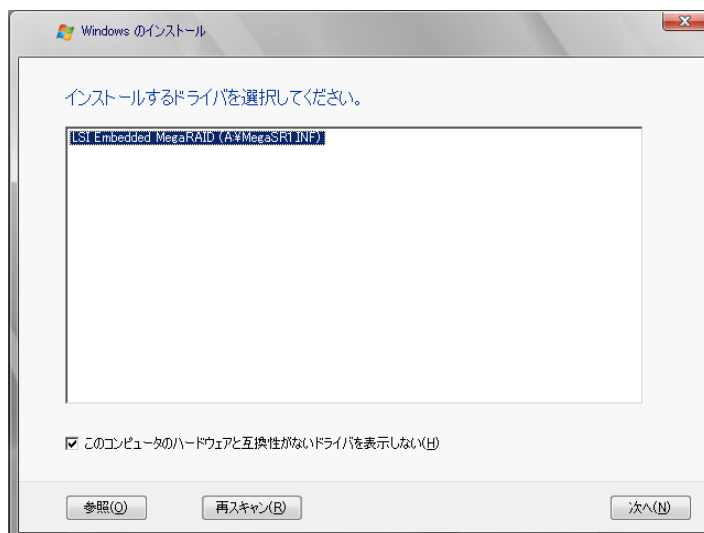 Windows のインストール
インストールするドライバを選択してください。
LSI Embedded MegaRAID (A¥MegaSR1 INF)
このコンピュータのハードウェアと互換性がないドライバを表示しない(H)
参照(O) 再スキャン(R) 次へ(N)